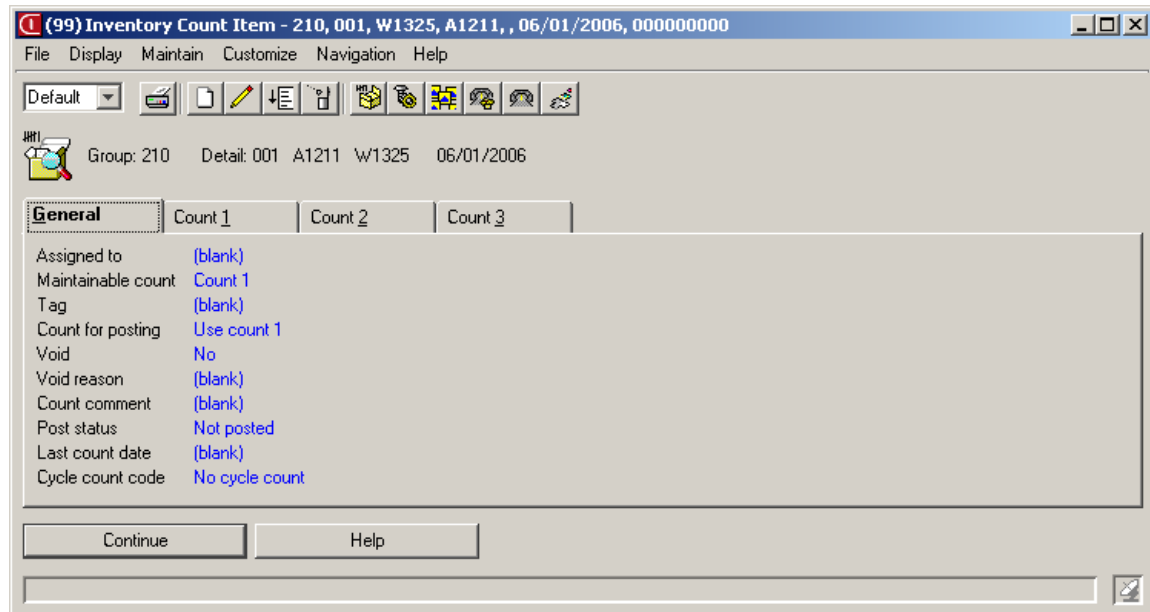 (99) Inventory Count Item - 210, 001, W1325, A1211, , 06/01/2006, 000000000
File Display Maintain Customize Navigation Help
Default
Group: 210 Detail: 001 A1211 W1325 06/01/2006
General Count 1 Count 2 Count 3
Assigned to (blank)
Maintainable count Count 1
Tag (blank)
Count for posting Use count 1
Void No
Void reason (blank)
Count comment (blank)
Post status Not posted
Last count date (blank)
Cycle count code No cycle count
Continue Help